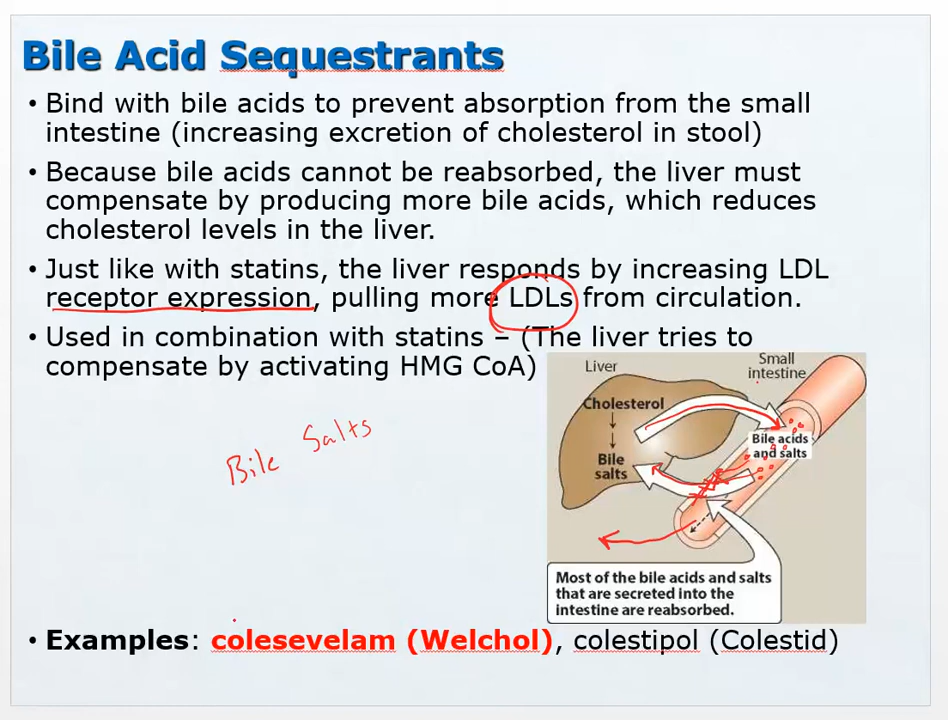 Bile Acid Sequestrants
• Bind with bile acids to prevent absorption from the small
intestine (increasing excretion of cholesterol in stool)
• Because bile acids cannot be reabsorbed, the liver must
compensate by producing more bile acids, which reduces
cholesterol levels in the liver.
• Just like with statins, the liver responds by increasing LDL
receptor expression, pulling more LDLs from circulation.
• Used in combination with statins – (The liver tries to
compensate by activating HMG CoA)
Liver
Small
intestine
Cholesterol
Bile acids
and salts
Bile
salts
Bile Salts
Most of the bile acids and salts
that are secreted into the
intestine are reabsorbed.
• Examples: colesevelam (Welchol), colestipol (Colestid)